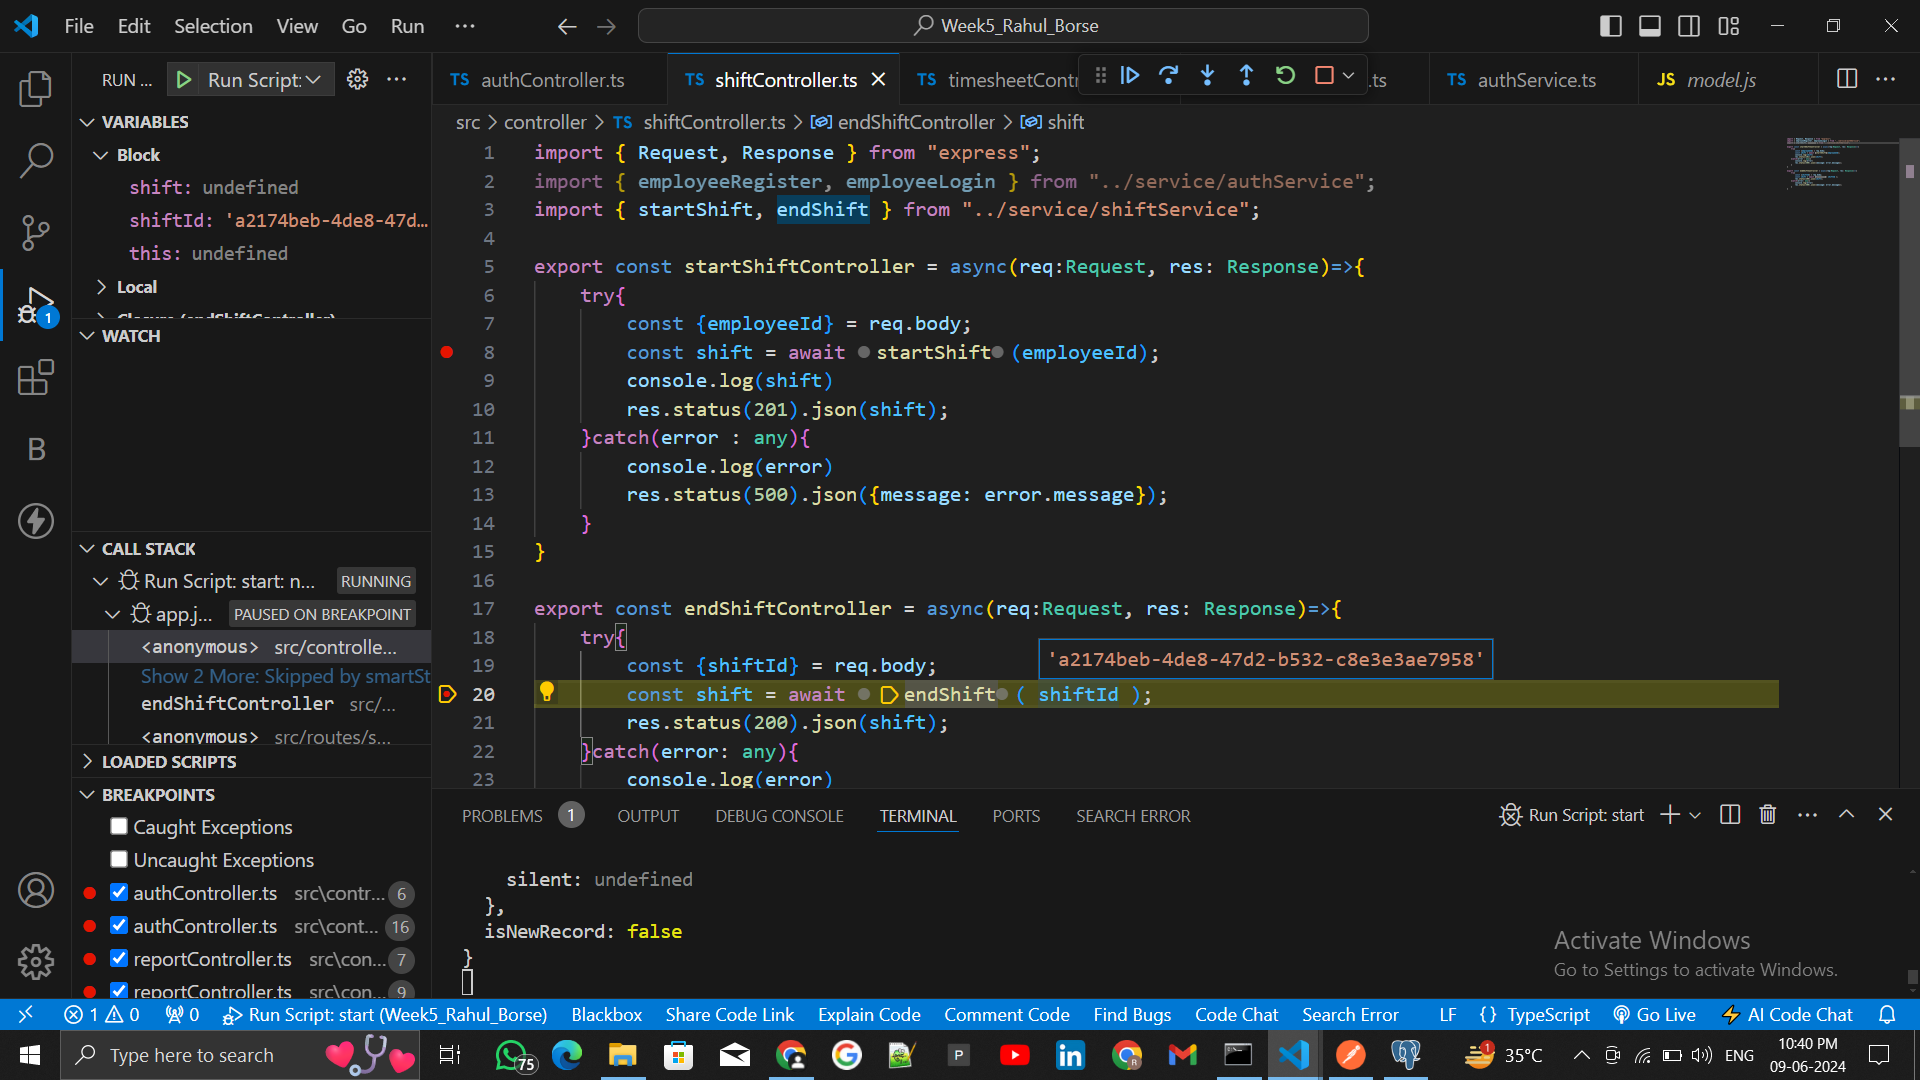 File Edit Selection View Go Run ··· Week5_Rahul_Borse
RUN ... Run Script:
TS authController.ts TS shiftController.ts TS timesheetContr .ts TS authService.ts JS model.js
VARIABLES
Block
shift: undefined
shiftId: 'a2174beb-4de8-47d...
this: undefined
Local
WATCH
CALL STACK
Run Script: start: n... RUNNING
app.j... PAUSED ON BREAKPOINT
<anonymous> src/controlle...
Show 2 More: Skipped by smartSt
endShiftController src/...
<anonymous> src/routes/s...
LOADED SCRIPTS
BREAKPOINTS
Caught Exceptions
Uncaught Exceptions
authController.ts src\contr... 6
authController.ts src\cont... 16
reportController.ts src\con... 7
reportController.ts src\con... 9
1
B
src > controller > TS shiftController.ts > endShiftController > shift
1 import { Request, Response } from "express";
2 import { employeeRegister, employeeLogin } from "../service/authService";
3 import { startShift, endShift } from "../service/shiftService";
4
5 export const startShiftController = async(req:Request, res: Response)=>{
6 try{
7 const {employeeId} = req.body;
8 const shift = await startShift (employeeId);
9 console.log(shift)
10 res.status(201).json(shift);
11 }catch(error : any){
12 console.log(error)
13 res.status(500).json({message: error.message});
14 }
15 }
16
17 export const endShiftController = async(req:Request, res: Response)=>{
18 try{
19 const {shiftId} = req.body;
'a2174beb-4de8-47d2-b532-c8e3e3ae7958'
20 const shift = await endShift ( shiftId );
21 res.status(200).json(shift);
22 }catch(error: any){
23 console.log(error)
PROBLEMS 1 OUTPUT DEBUG CONSOLE TERMINAL PORTS SEARCH ERROR Run Script: start
silent: undefined
},
isNewRecord: false
}
Activate Windows
Go to Settings to activate Windows.
1 0 0 Run Script: start (Week5_Rahul_Borse) Blackbox Share Code Link Explain Code Comment Code Find Bugs Code Chat Search Error LF {} TypeScript Go Live AI Code Chat
Type here to search 75 P 1 35°C ENG 10:40 PM
09-06-2024